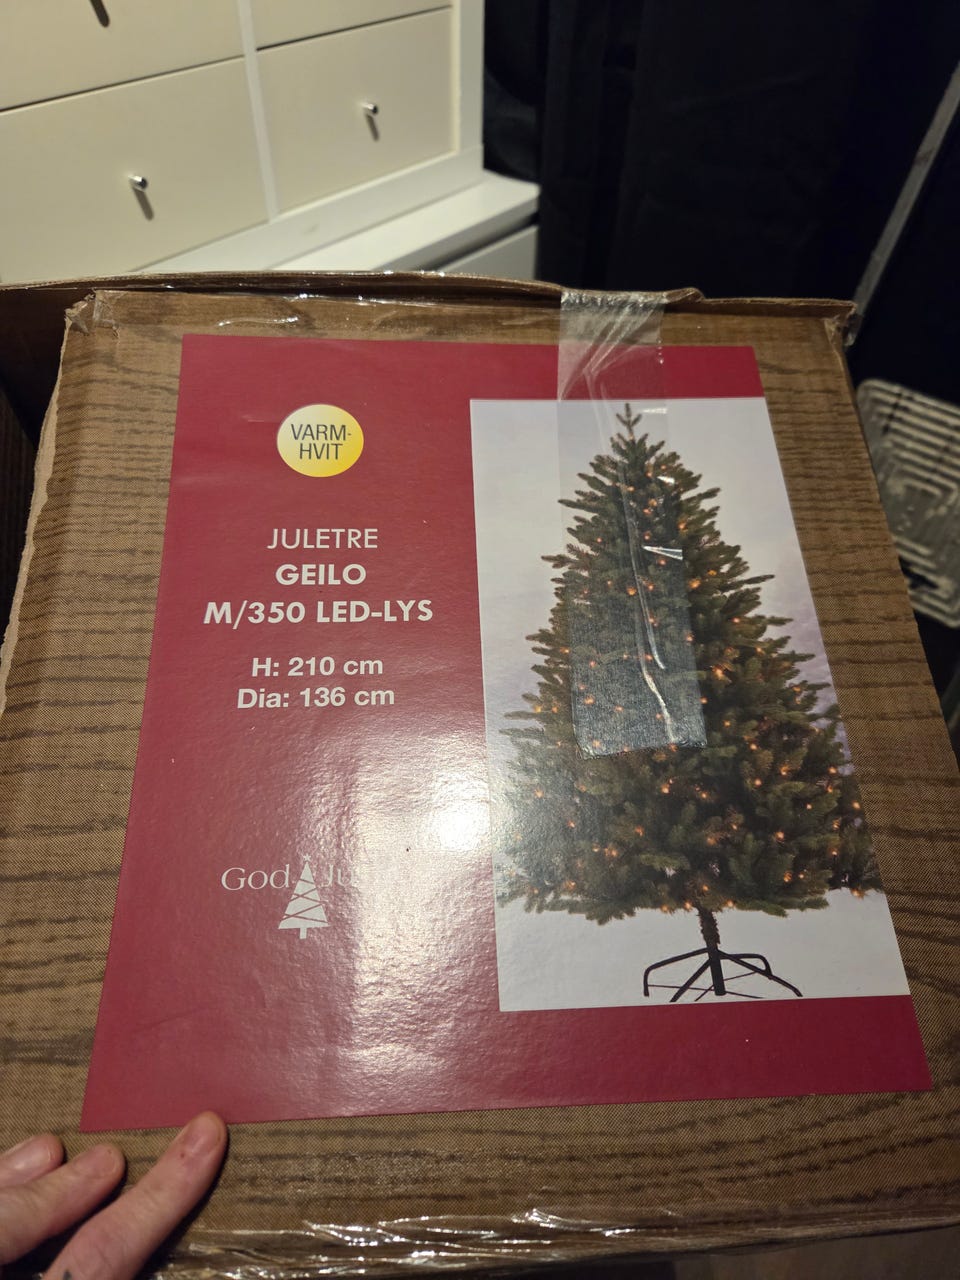 VARM-
HVIT
JULETRE
GEILO
M/350 LED-LYS
H: 210 cm
Dia: 136 cm
God